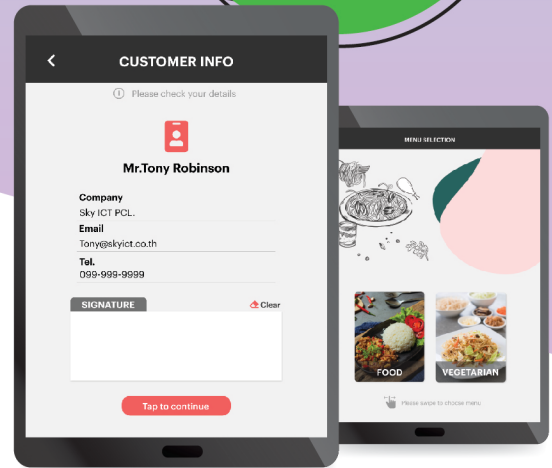 CUSTOMER INFO
Please check your details
Mr.Tony Robinson
Company
Sky ICT PCL.
Email
Tony@skyict.co.th
Tel.
099-999-9999
SIGNATURE
Clear
Tap to continue
MENU SELECTION
FOOD
VEGETARIAN
Please swipe to choose menu